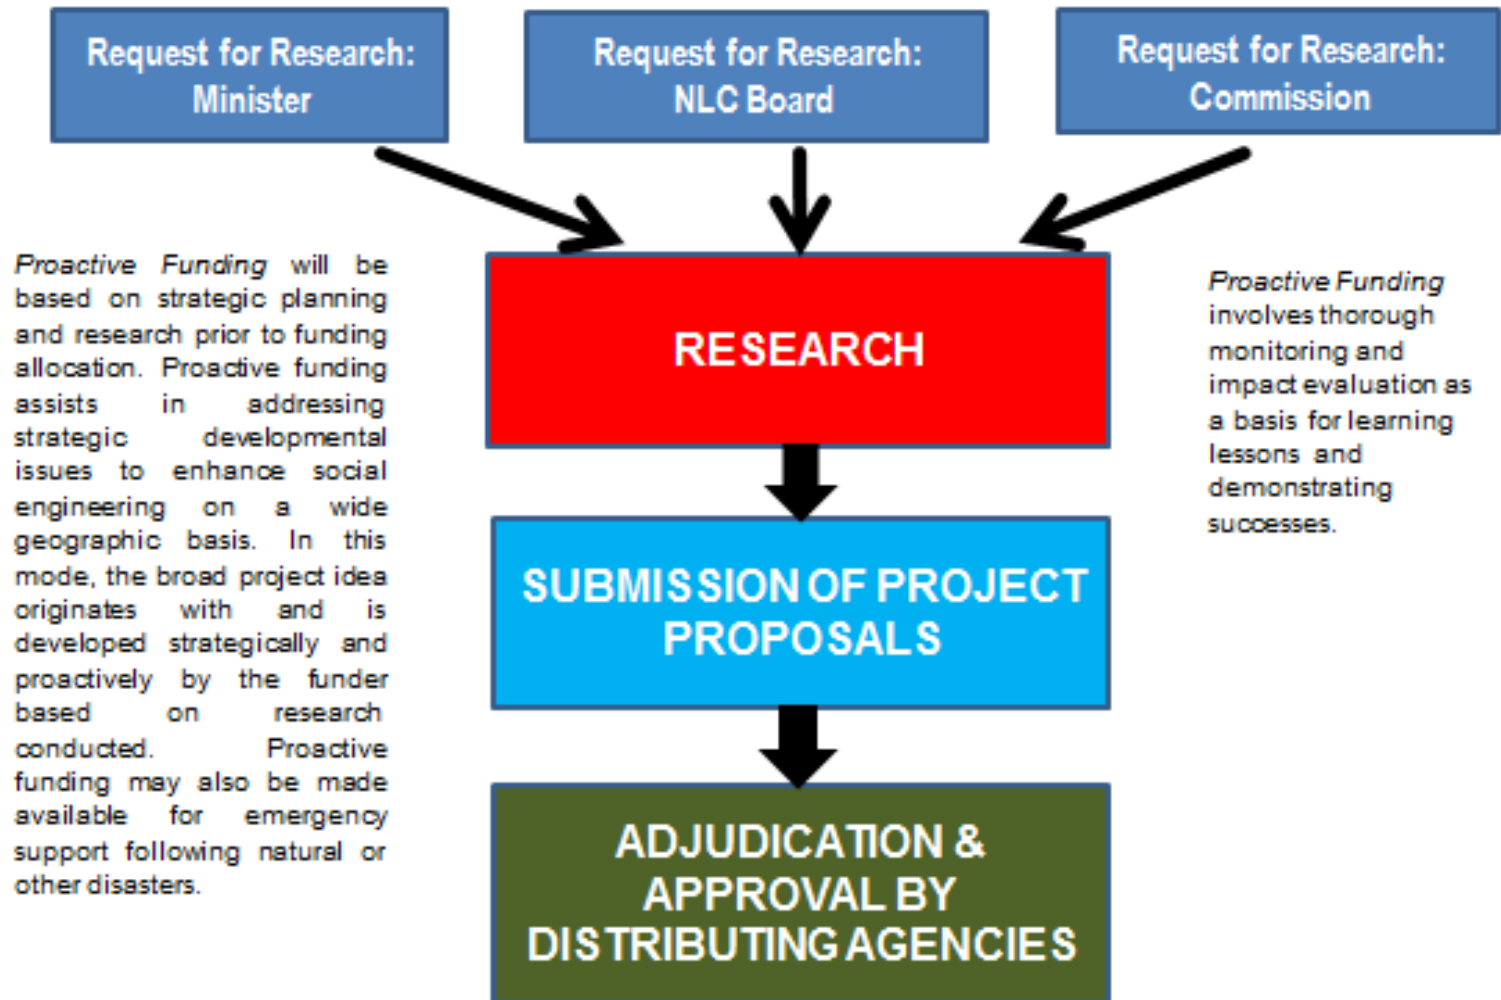 Request for Research:
Minister
Request for Research:
NLC Board
Request for Research:
Commission
Proactive Funding will be
based on strategic planning
and research prior to funding
allocation. Proactive funding
assists in addressing
strategic developmental
issues to enhance social
engineering on a wide
geographic basis. In this
mode, the broad project idea
originates with and is
developed strategically and
proactively by the funder
based on research
conducted. Proactive
funding may also be made
available for emergency
support following natural or
other disasters.
RESEARCH
SUBMISSION OF PROJECT
PROPOSALS
ADJUDICATION &
APPROVAL BY
DISTRIBUTING AGENCIES
Proactive Funding
involves thorough
monitoring and
impact evaluation as
a basis for learning
lessons and
demonstrating
successes.